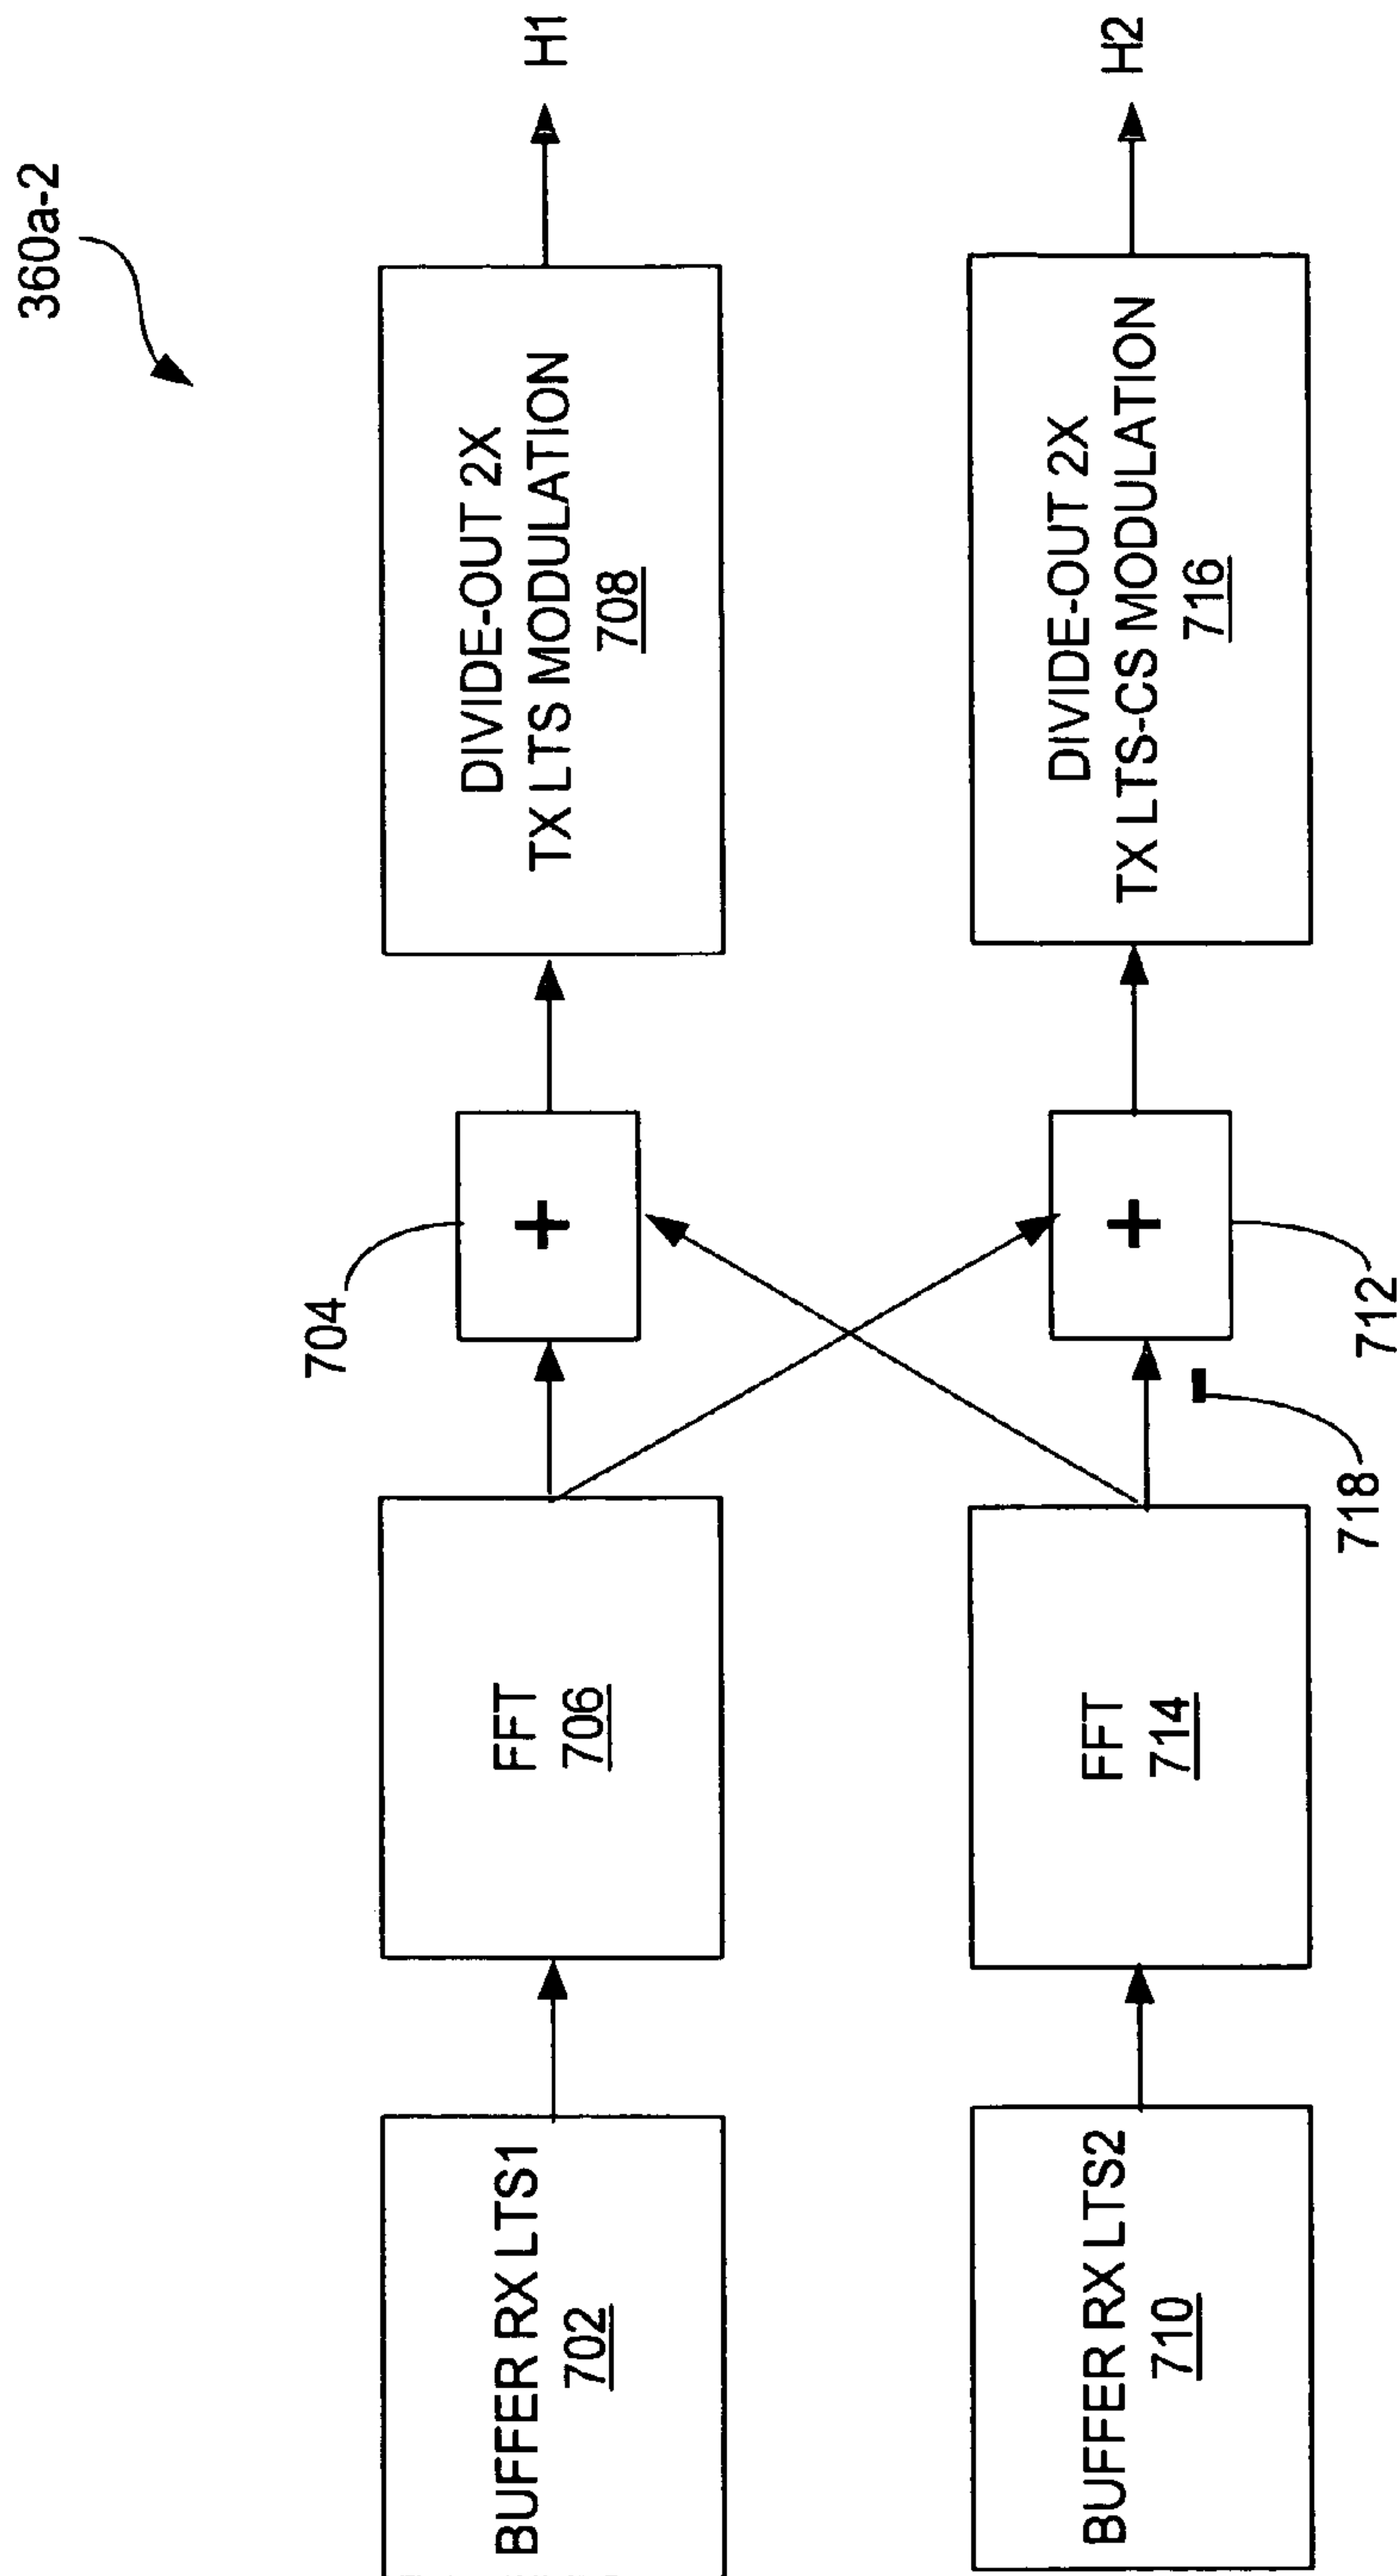 360a-2
BUFFER RX LTS1
702
FFT
706
704
+
DIVIDE-OUT 2X
TX LTS MODULATION
708
H1
BUFFER RX LTS2
710
FFT
714
718
-
+
712
DIVIDE-OUT 2X
TX LTS-CS MODULATION
716
H2